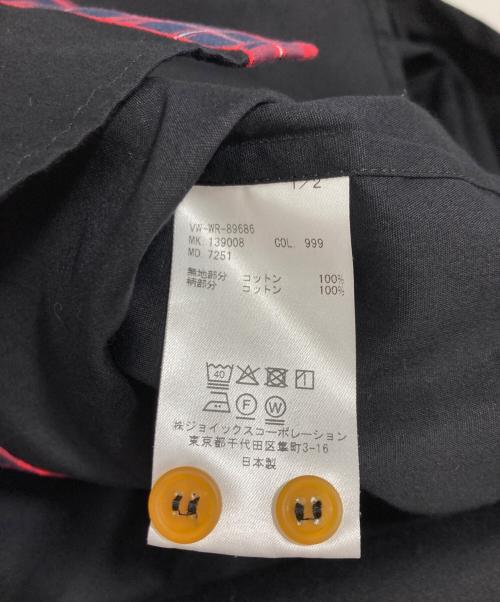 1/2
VW-WR-89686
MK. 139008 COL. 999
MD 7251
無地部分 コットン 100%
柄部分 コットン 100%
40
F W
㈱ジョイックスコーポレーション
東京都千代田区隼町3-16
日本製